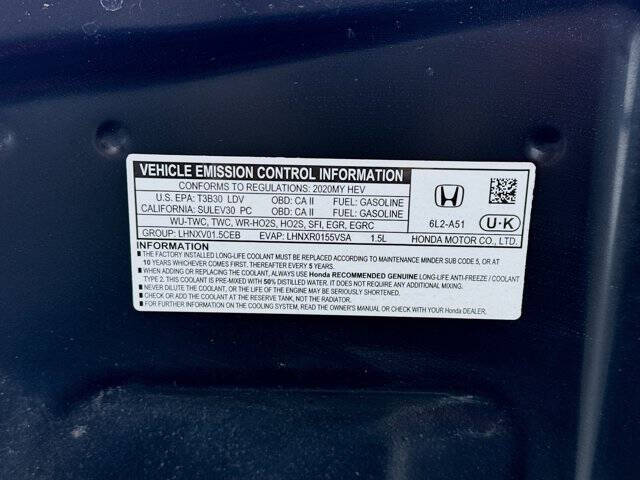 VEHICLE EMISSION CONTROL INFORMATION
CONFORMS TO REGULATIONS: 2020MY HEV
U.S. EPA: T3B30 LDV OBD: CA II FUEL: GASOLINE
CALIFORNIA: SULEV30 PC OBD: CA II FUEL: GASOLINE
WU-TWC, TWC, WR-HO2S, HO2S, SFI, EGR, EGRC
GROUP: LHNXV01.5CEB EVAP: LHNXR0155VSA 1.5L
6L2-A51 U·K
HONDA MOTOR CO., LTD.
INFORMATION
■ THE FACTORY INSTALLED LONG-LIFE COOLANT MUST BE REPLACED ACCORDING TO MAINTENANCE MINDER SUB CODE 5, OR AT
10 YEARS WHICHEVER COMES FIRST. THEREAFTER EVERY 5 YEARS.
■ WHEN ADDING OR REPLACING THE COOLANT, ALWAYS USE Honda RECOMMENDED GENUINE LONG-LIFE ANTI-FREEZE / COOLANT
TYPE 2. THIS COOLANT IS PRE-MIXED WITH 50% DISTILLED WATER. IT DOES NOT REQUIRE ANY ADDITIONAL MIXING.
■ NEVER DILUTE THE COOLANT, OR THE LIFE OF THE ENGINE MAY BE SERIOUSLY SHORTENED.
■ CHECK OR ADD COOLANT AT THE RESERVE TANK, NOT THE RADIATOR.
■ FOR FURTHER INFORMATION ON THE COOLING SYSTEM, READ THE OWNER'S MANUAL OR CHECK WITH YOUR Honda DEALER.